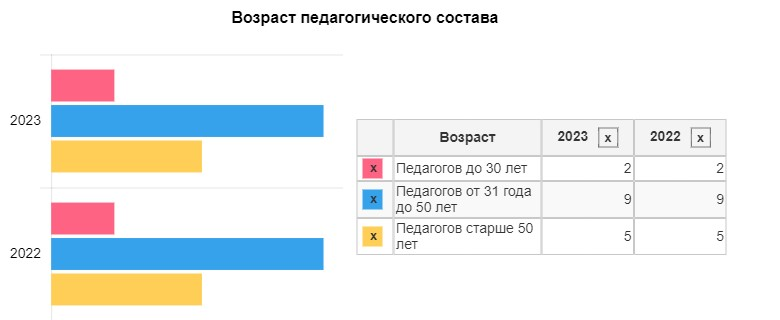 Возраст педагогического состава
2023
2022
Возраст 2023 x 2022 x
x Педагогов до 30 лет 2 2
x Педагогов от 31 года
до 50 лет 9 9
x Педагогов старше 50
лет 5 5